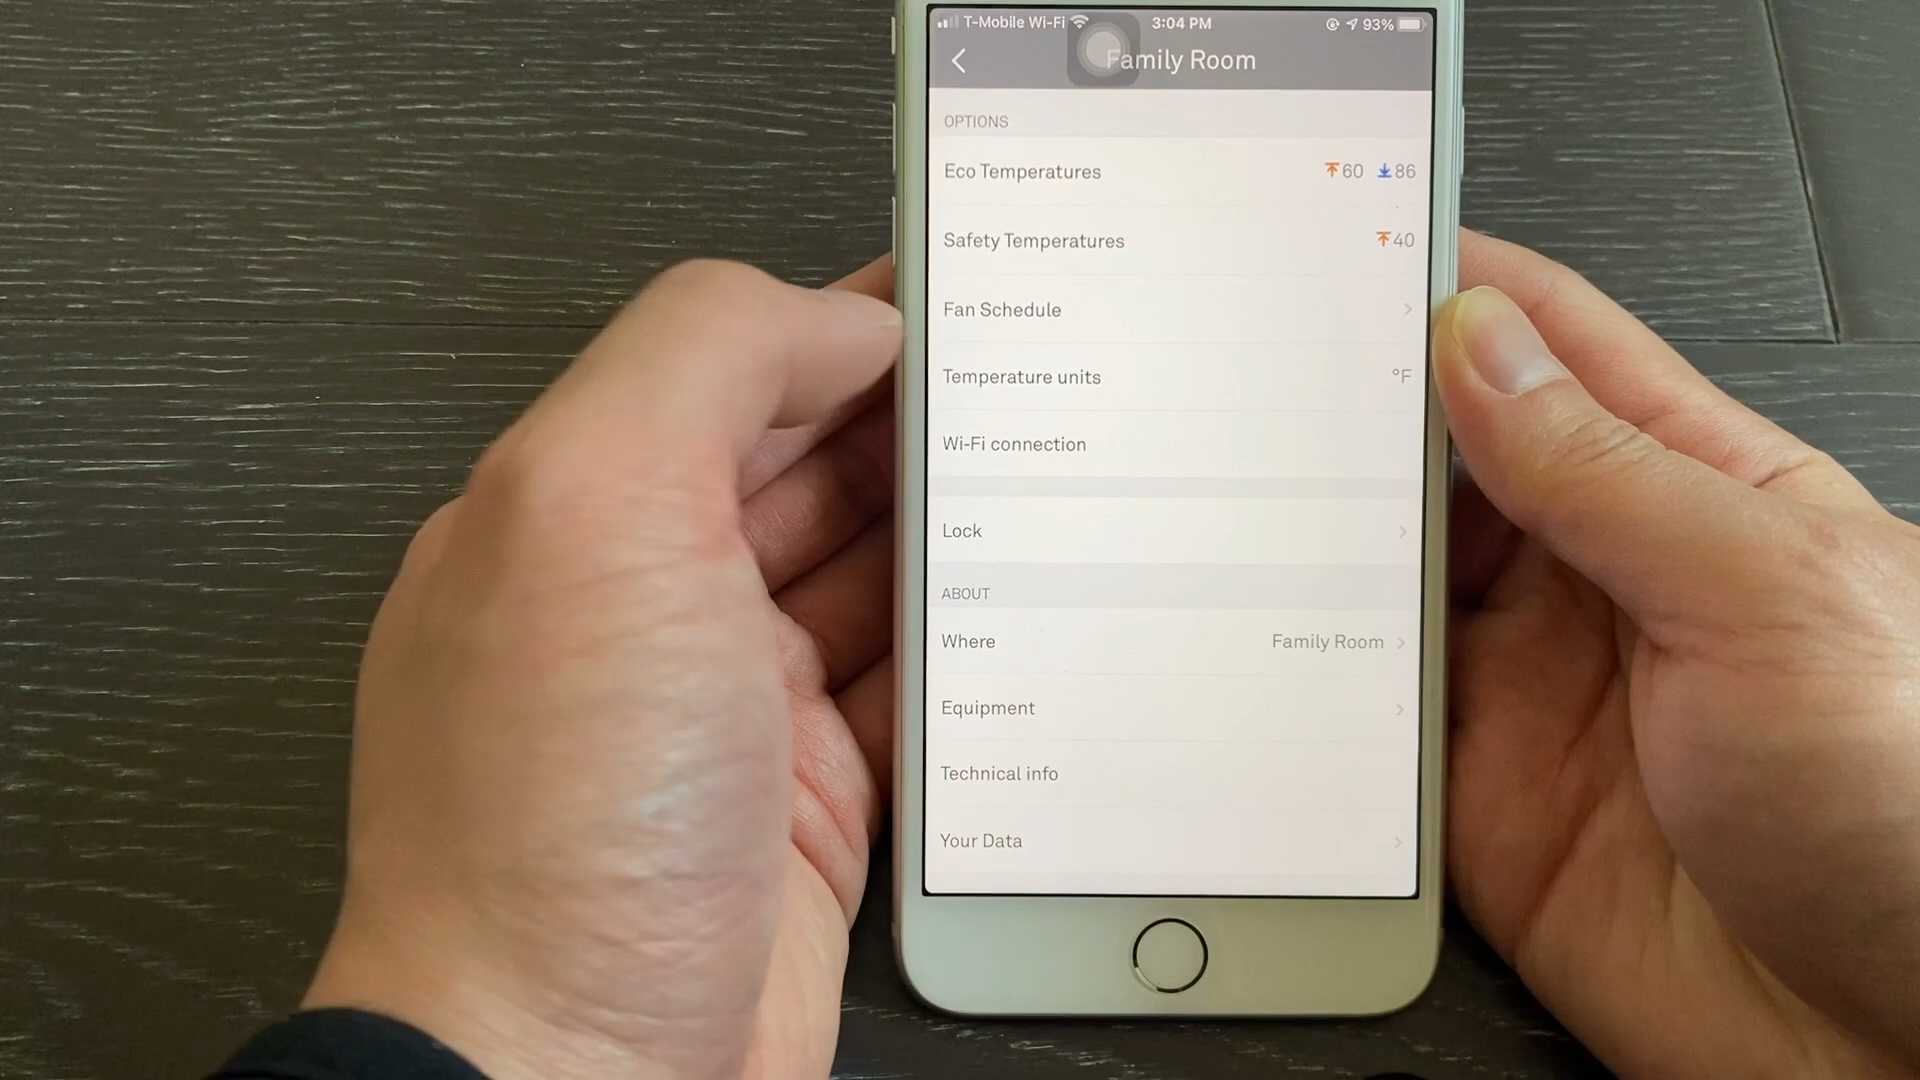 T-Mobile Wi-Fi 3:04 PM 93%
Family Room
OPTIONS
Eco Temperatures 60 86
Safety Temperatures 40
Fan Schedule
Temperature units °F
Wi-Fi connection
Lock
ABOUT
Where Family Room
Equipment
Technical info
Your Data